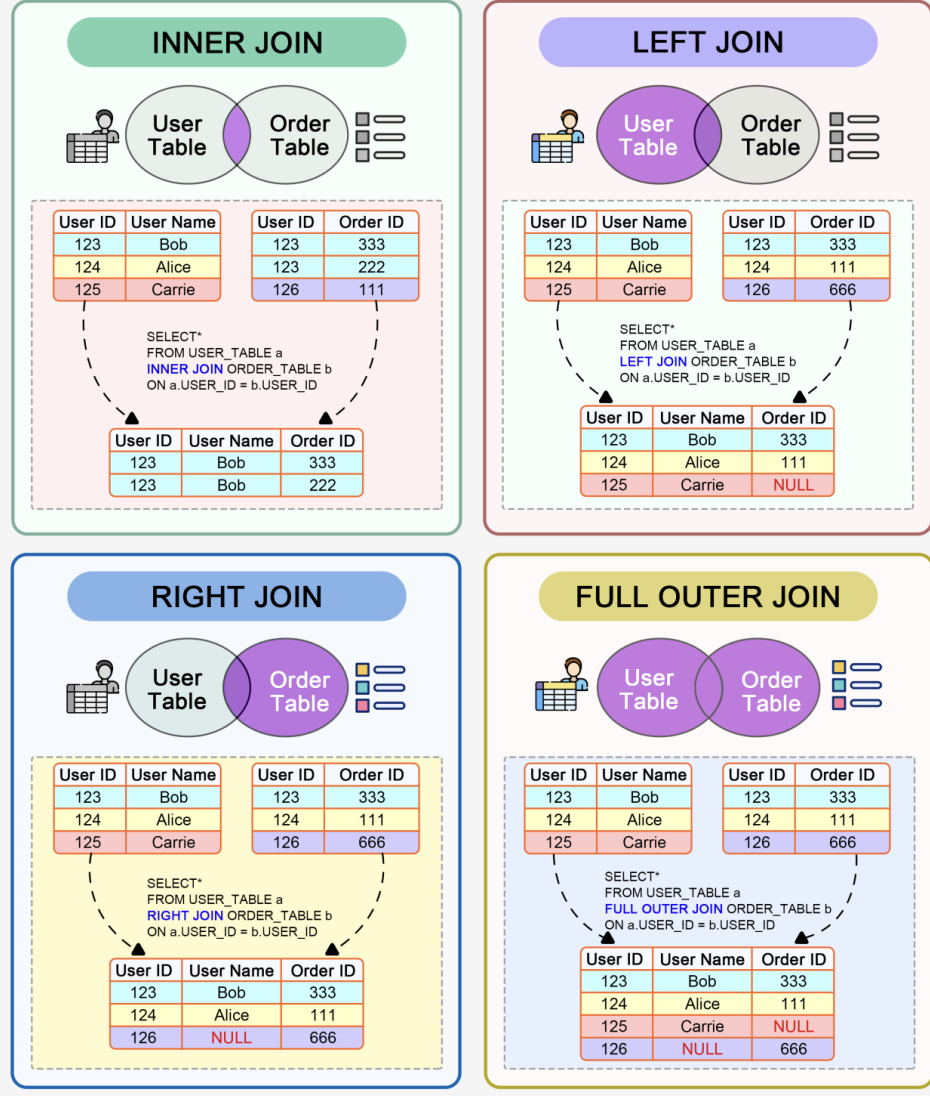 INNER JOIN
User Table
Order Table
User ID User Name
123 Bob
124 Alice
125 Carrie
User ID Order ID
123 333
123 222
126 111
SELECT*
FROM USER_TABLE a
INNER JOIN ORDER_TABLE b
ON a.USER_ID = b.USER_ID
User ID User Name Order ID
123 Bob 333
123 Bob 222
LEFT JOIN
User Table
Order Table
User ID User Name
123 Bob
124 Alice
125 Carrie
User ID Order ID
123 333
124 111
126 666
SELECT*
FROM USER_TABLE a
LEFT JOIN ORDER_TABLE b
ON a.USER_ID = b.USER_ID
User ID User Name Order ID
123 Bob 333
124 Alice 111
125 Carrie NULL
RIGHT JOIN
User Table
Order Table
User ID User Name
123 Bob
124 Alice
125 Carrie
User ID Order ID
123 333
124 111
126 666
SELECT*
FROM USER_TABLE a
RIGHT JOIN ORDER_TABLE b
ON a.USER_ID = b.USER_ID
User ID User Name Order ID
123 Bob 333
124 Alice 111
126 NULL 666
FULL OUTER JOIN
User Table
Order Table
User ID User Name
123 Bob
124 Alice
125 Carrie
User ID Order ID
123 333
124 111
126 666
SELECT*
FROM USER_TABLE a
FULL OUTER JOIN ORDER_TABLE b
ON a.USER_ID = b.USER_ID
User ID User Name Order ID
123 Bob 333
124 Alice 111
125 Carrie NULL
126 NULL 666